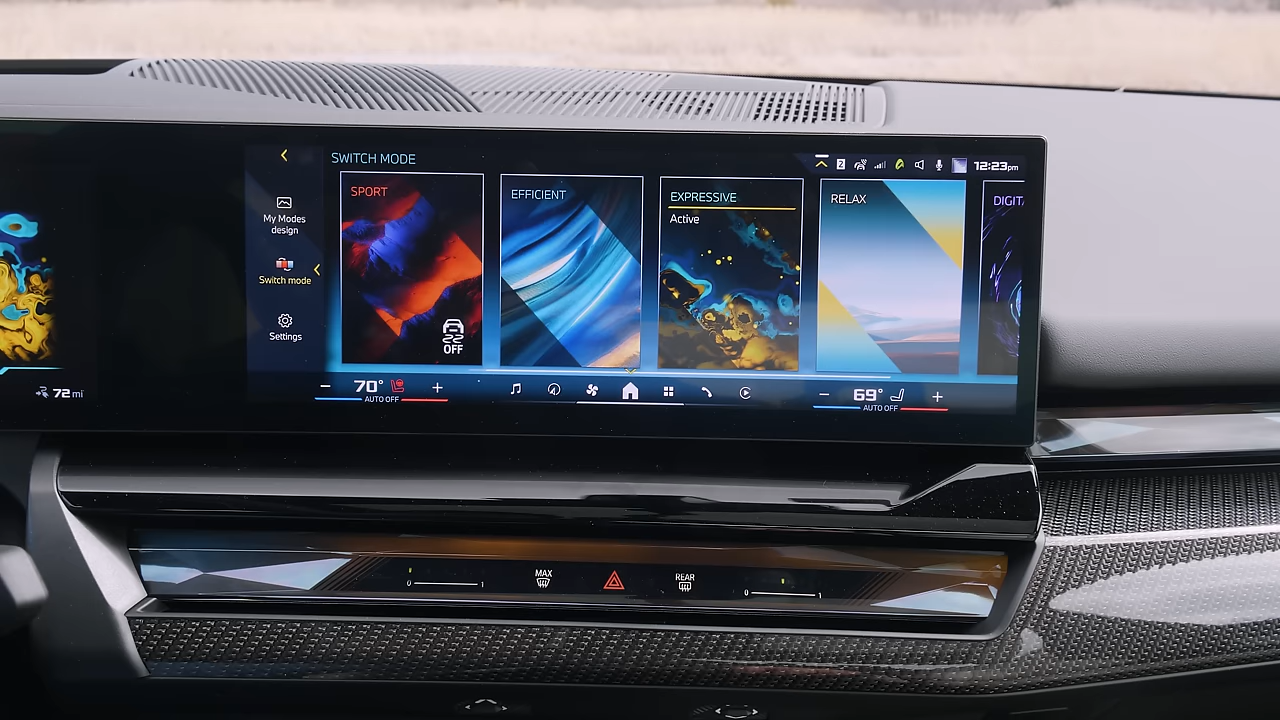 SWITCH MODE
12:23pm
My Modes
design
Switch mode
Settings
SPORT
OFF
EFFICIENT
EXPRESSIVE
Active
RELAX
DIGIT
72 mi
− 70° +
AUTO OFF
− 69° +
AUTO OFF
0 1
MAX
REAR
0 1